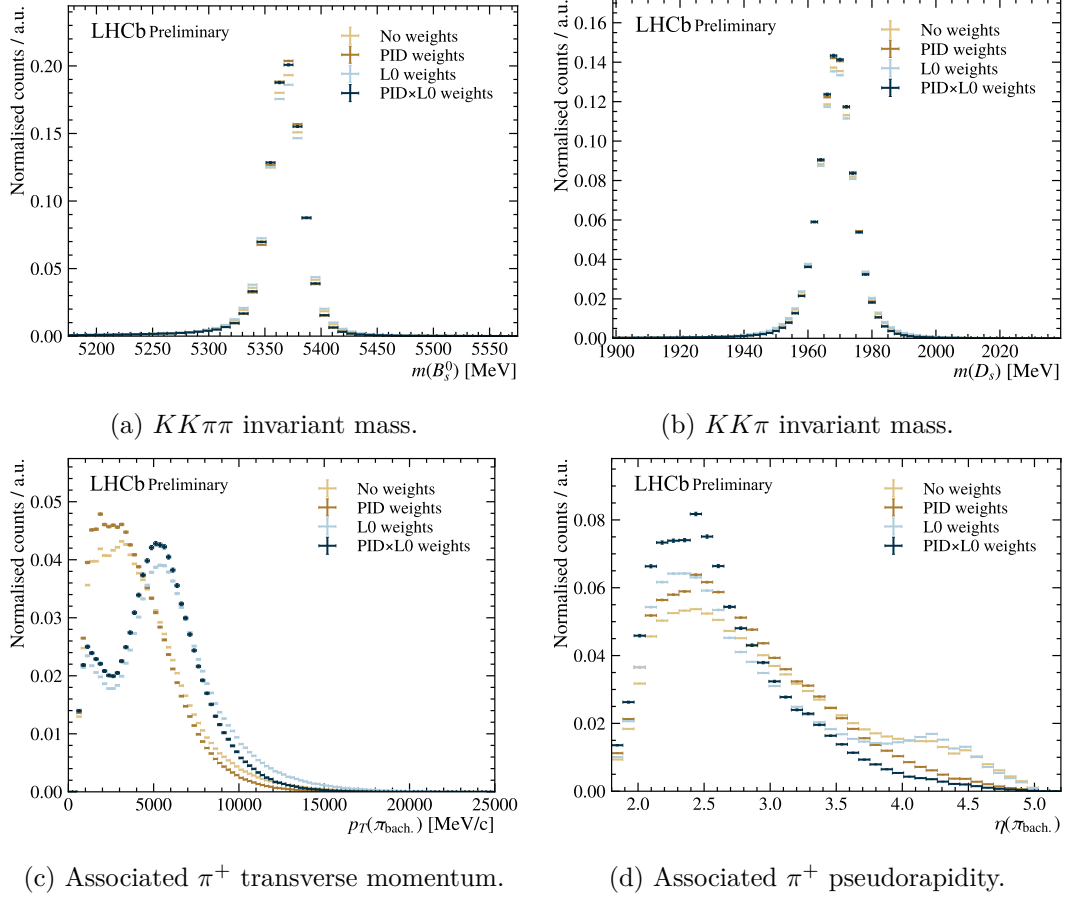 LHCb Preliminary
No weights
PID weights
L0 weights
PID×L0 weights
Normalised counts / a.u.
0.20
0.15
0.10
0.05
0.00
5200 5250 5300 5350 5400 5450 5500 5550
m(B_s^0) [MeV]
(a) KKππ invariant mass.
LHCb Preliminary
No weights
PID weights
L0 weights
PID×L0 weights
Normalised counts / a.u.
0.16
0.14
0.12
0.10
0.08
0.06
0.04
0.02
0.00
1900 1920 1940 1960 1980 2000 2020
m(D_s) [MeV]
(b) KKπ invariant mass.
LHCb Preliminary
No weights
PID weights
L0 weights
PID×L0 weights
Normalised counts / a.u.
0.05
0.04
0.03
0.02
0.01
0.00
0 5000 10000 15000 20000 25000
p_T(π_bach.) [MeV/c]
(c) Associated π⁺ transverse momentum.
LHCb Preliminary
No weights
PID weights
L0 weights
PID×L0 weights
Normalised counts / a.u.
0.08
0.06
0.04
0.02
0.00
2.0 2.5 3.0 3.5 4.0 4.5 5.0
η(π_bach.)
(d) Associated π⁺ pseudorapidity.